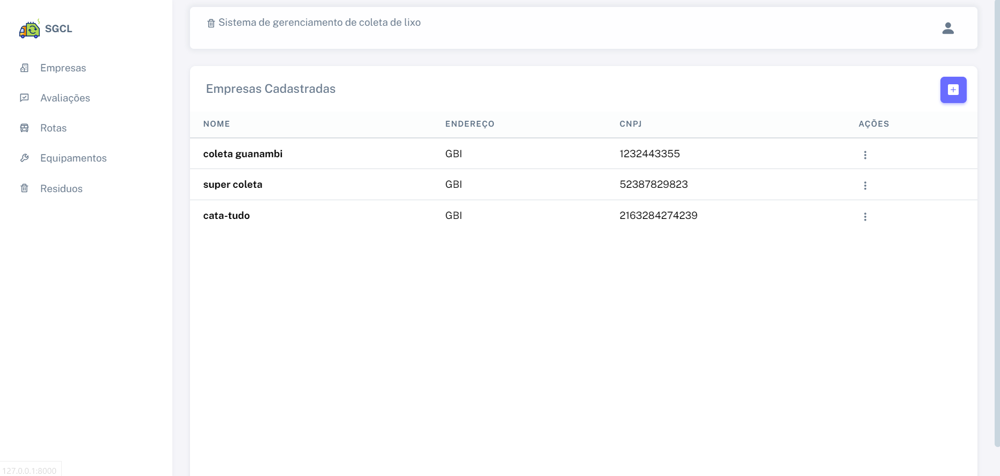 SGCL
Empresas
Avaliações
Rotas
Equipamentos
Residuos
Sistema de gerenciamento de coleta de lixo
Empresas Cadastradas
NOME ENDEREÇO CNPJ AÇÕES
coleta guanambi GBI 1232443355
super coleta GBI 52387829823
cata-tudo GBI 2163284274239
127.0.0.1:8000